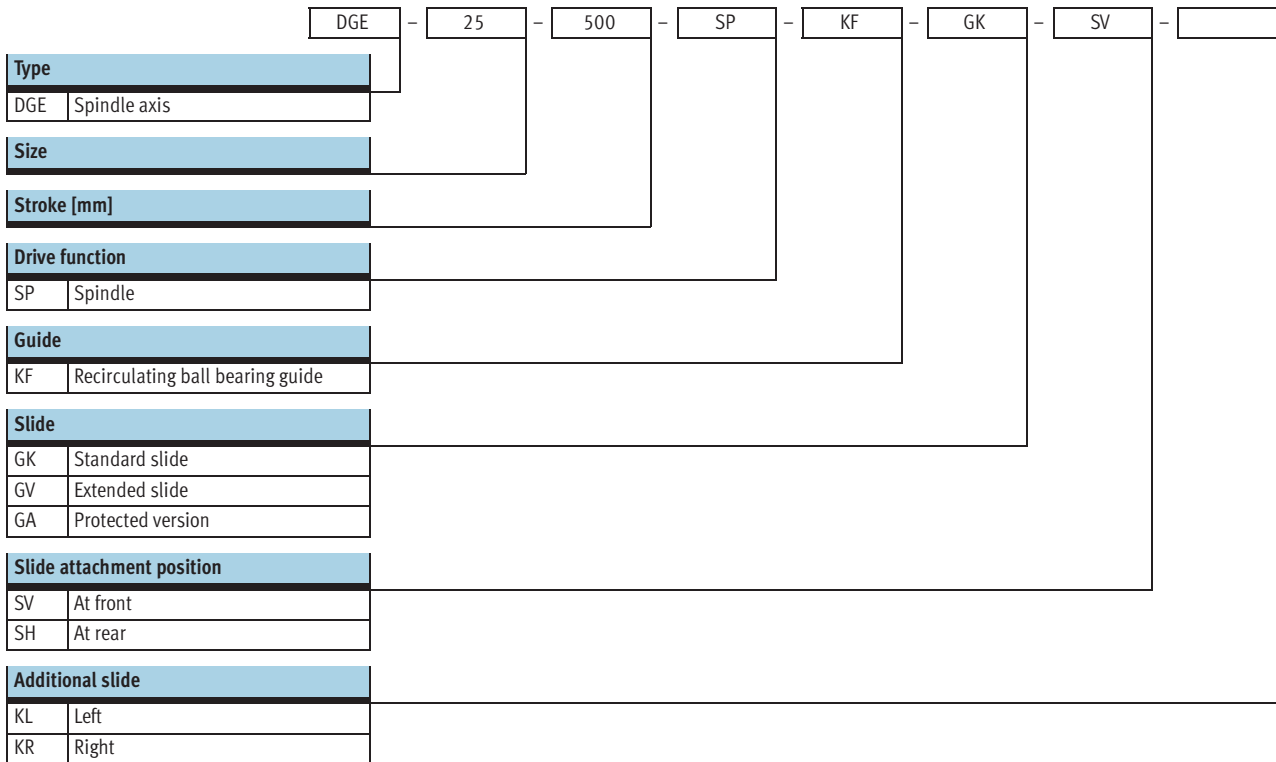 DGE – 25 – 500 – SP – KF – GK – SV –
Type
DGE Spindle axis
Size
Stroke [mm]
Drive function
SP Spindle
Guide
KF Recirculating ball bearing guide
Slide
GK Standard slide
GV Extended slide
GA Protected version
Slide attachment position
SV At front
SH At rear
Additional slide
KL Left
KR Right